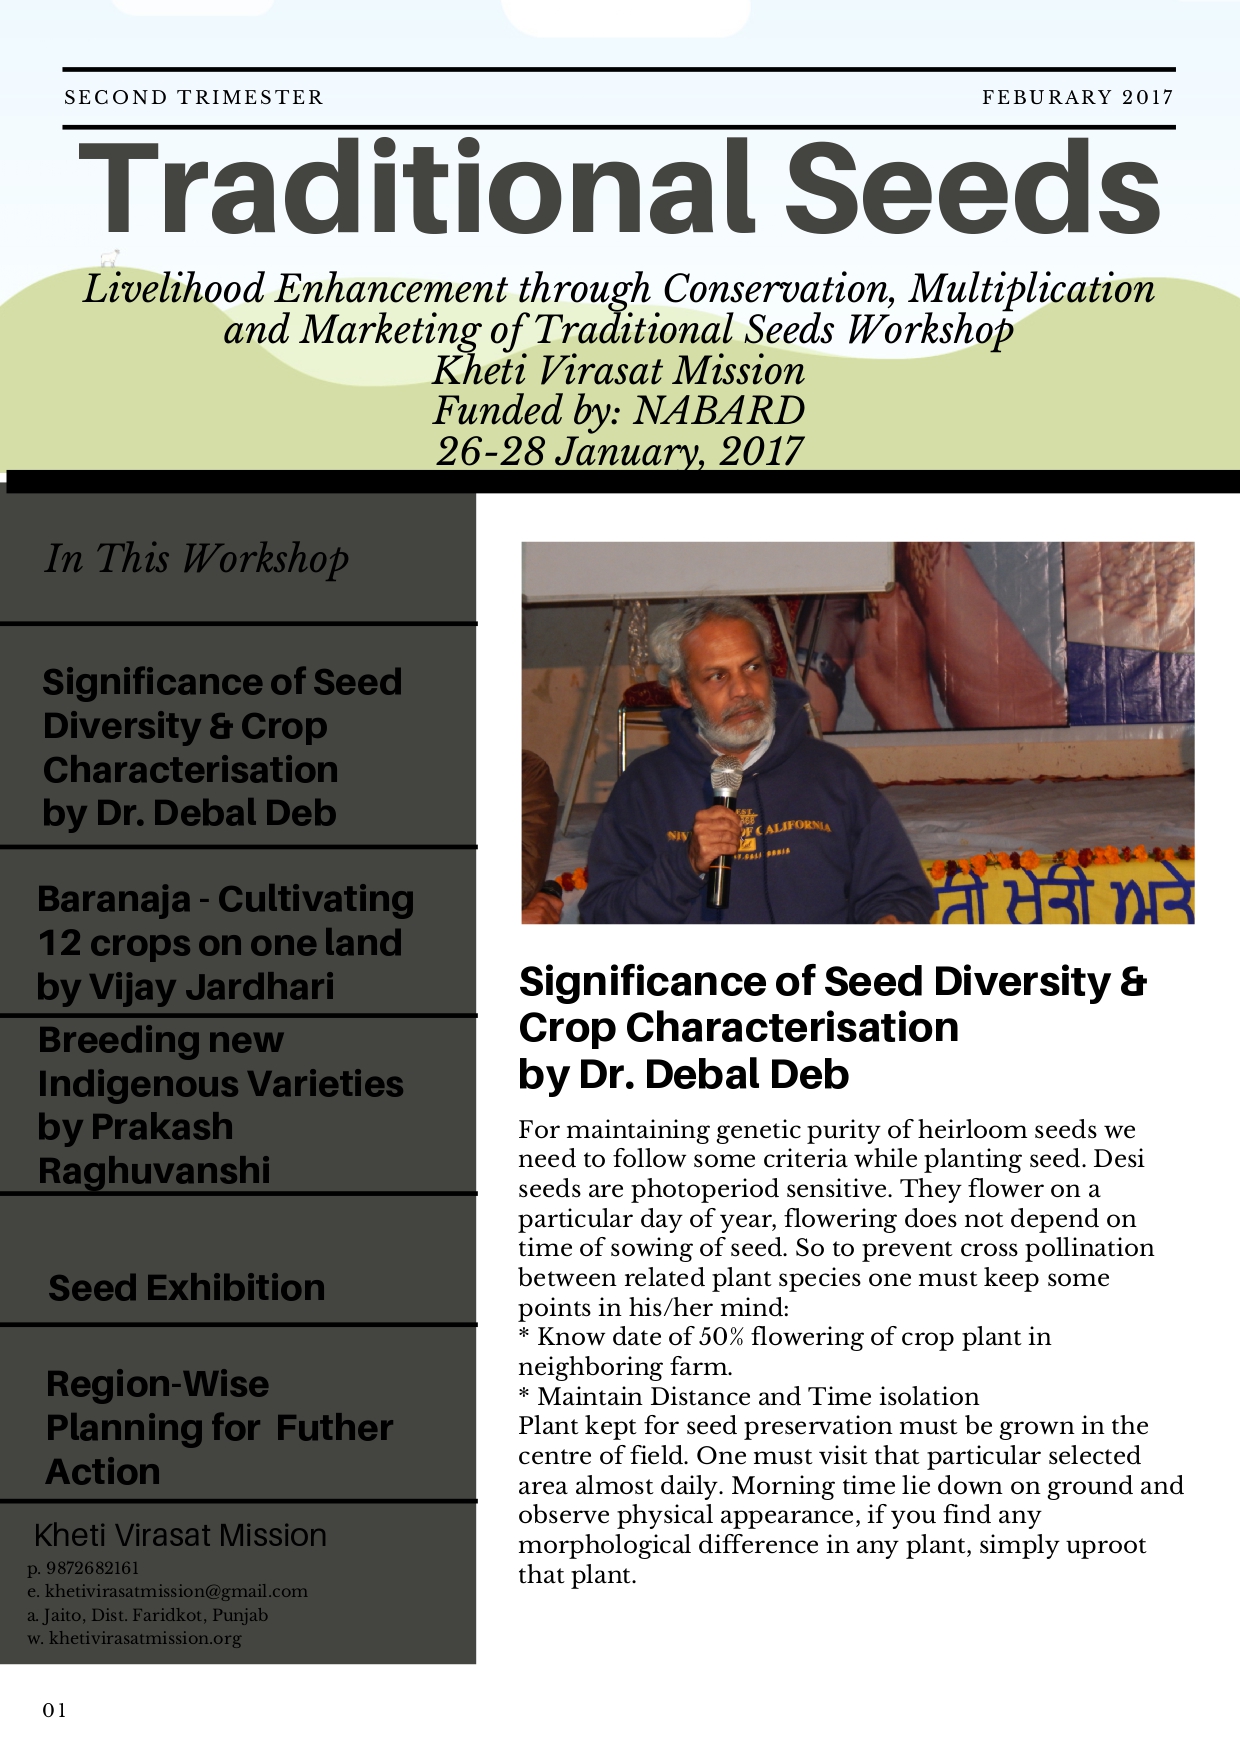 SECOND TRIMESTER
FEBURARY 2017
Traditional Seeds
Livelihood Enhancement through Conservation, Multiplication
and Marketing of Traditional Seeds Workshop
Kheti Virasat Mission
Funded by: NABARD
26-28 January, 2017
In This Workshop
Significance of Seed
Diversity & Crop
Characterisation
by Dr. Debal Deb
Baranaja - Cultivating
12 crops on one land
by Vijay Jardhari
Breeding new
Indigenous Varieties
by Prakash
Raghuvanshi
Seed Exhibition
Region-Wise
Planning for Futher
Action
Kheti Virasat Mission
p. 9872682161
e. khetivirasatmission@gmail.com
a. Jaito, Dist. Faridkot, Punjab
w. khetivirasatmission.org
OF CALIFORNIA
ਖੇਤੀ ਅਤੇ
Significance of Seed Diversity &
Crop Characterisation
by Dr. Debal Deb
For maintaining genetic purity of heirloom seeds we
need to follow some criteria while planting seed. Desi
seeds are photoperiod sensitive. They flower on a
particular day of year, flowering does not depend on
time of sowing of seed. So to prevent cross pollination
between related plant species one must keep some
points in his/her mind:
* Know date of 50% flowering of crop plant in
neighboring farm.
* Maintain Distance and Time isolation
Plant kept for seed preservation must be grown in the
centre of field. One must visit that particular selected
area almost daily. Morning time lie down on ground and
observe physical appearance, if you find any
morphological difference in any plant, simply uproot
that plant.
01